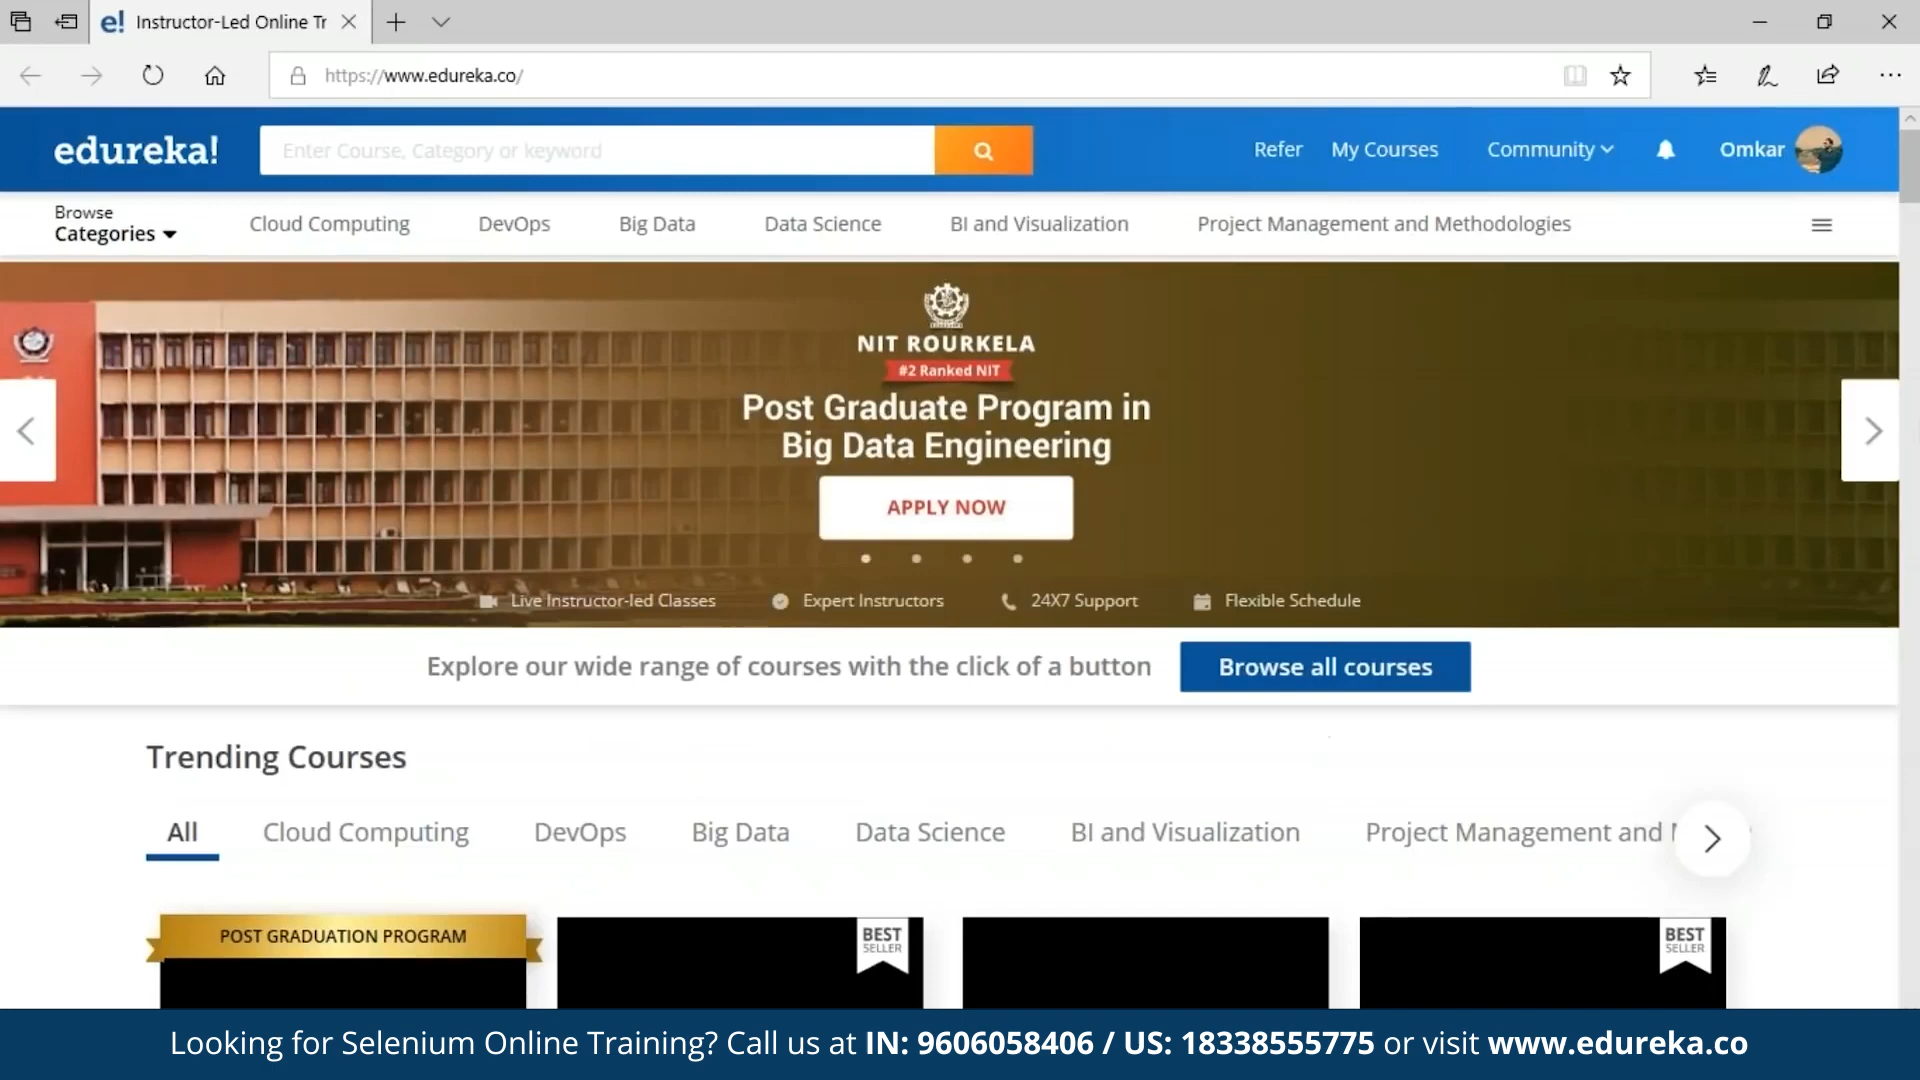 e! Instructor-Led Online Tr
https://www.edureka.co/
edureka!
Enter Course, Category or keyword
Refer
My Courses
Community
Omkar
Browse
Categories
Cloud Computing
DevOps
Big Data
Data Science
BI and Visualization
Project Management and Methodologies
NIT ROURKELA
#2 Ranked NIT
Post Graduate Program in
Big Data Engineering
APPLY NOW
Live Instructor-led Classes
Expert Instructors
24X7 Support
Flexible Schedule
Explore our wide range of courses with the click of a button
Browse all courses
Trending Courses
All
Cloud Computing
DevOps
Big Data
Data Science
BI and Visualization
Project Management and
POST GRADUATION PROGRAM
BEST
SELLER
BEST
SELLER
Looking for Selenium Online Training? Call us at IN: 9606058406 / US: 18338555775 or visit www.edureka.co